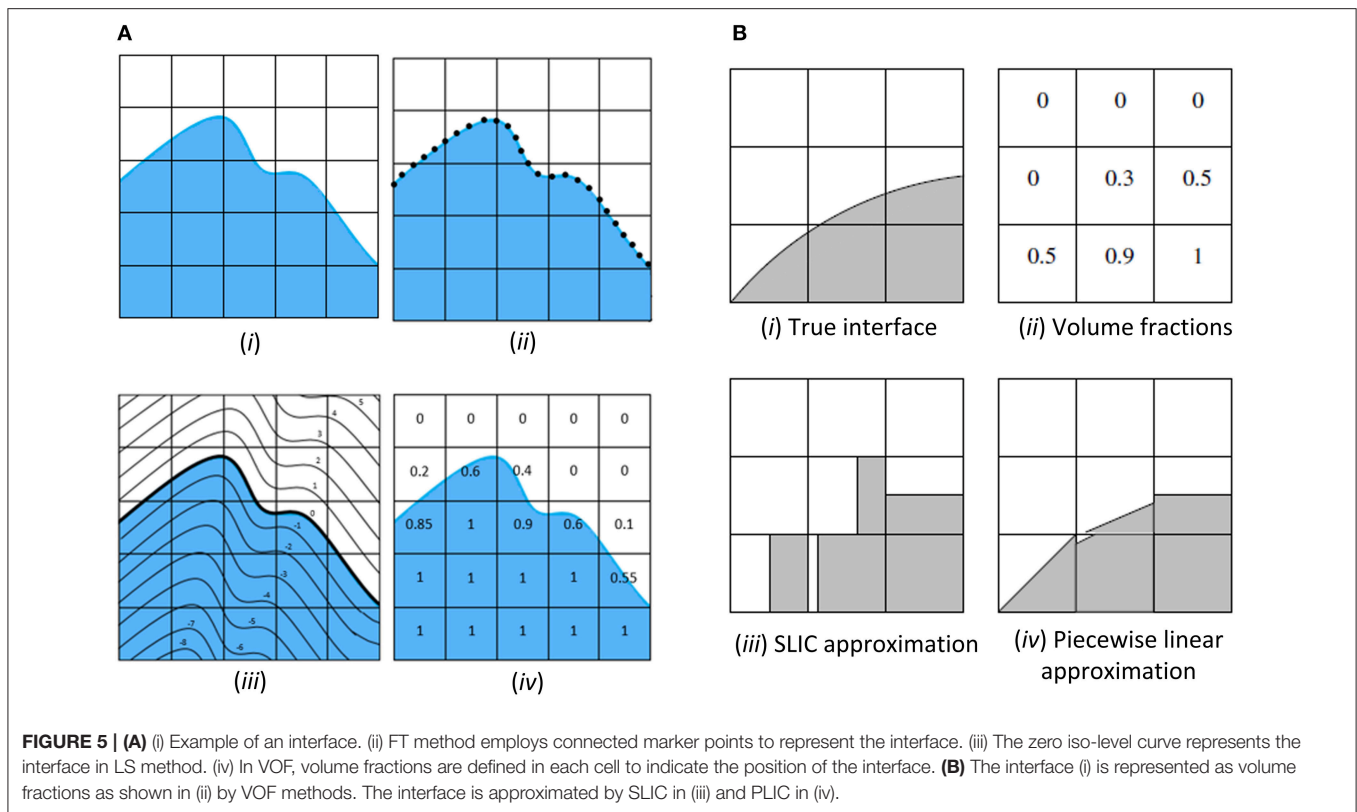 A
(i)
(ii)
5
4
3
2
1
0
-1
-2
-3
-4
-5
-6
-7
-8
(iii)
0 0 0 0 0
0.2 0.6 0.4 0 0
0.85 1 0.9 0.6 0.1
1 1 1 1 0.55
1 1 1 1 1
(iv)
B
(i) True interface
0 0 0
0 0.3 0.5
0.5 0.9 1
(ii) Volume fractions
(iii) SLIC approximation
(iv) Piecewise linear
approximation
FIGURE 5 | (A) (i) Example of an interface. (ii) FT method employs connected marker points to represent the interface. (iii) The zero iso-level curve represents the
interface in LS method. (iv) In VOF, volume fractions are defined in each cell to indicate the position of the interface. (B) The interface (i) is represented as volume
fractions as shown in (ii) by VOF methods. The interface is approximated by SLIC in (iii) and PLIC in (iv).